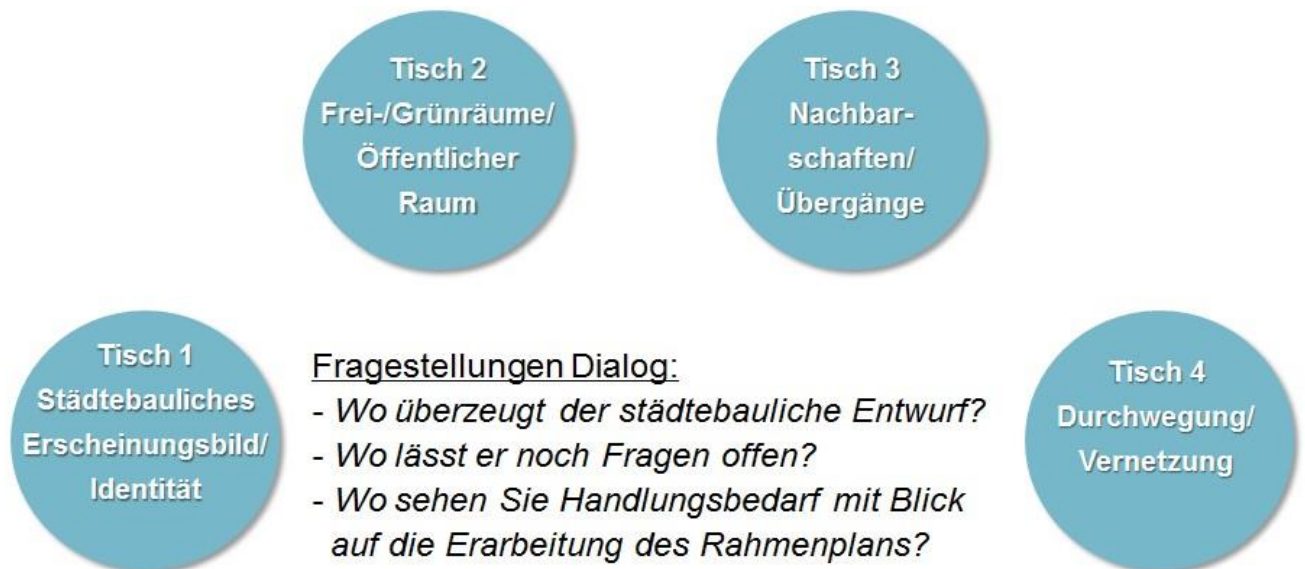 Tisch 2
Frei-/Grünräume/
Öffentlicher
Raum
Tisch 3
Nachbar-
schaften/
Übergänge
Tisch 1
Städtebauliches
Erscheinungsbild/
Identität
Fragestellungen Dialog:
- Wo überzeugt der städtebauliche Entwurf?
- Wo lässt er noch Fragen offen?
- Wo sehen Sie Handlungsbedarf mit Blick
auf die Erarbeitung des Rahmenplans?
Tisch 4
Durchwegung/
Vernetzung